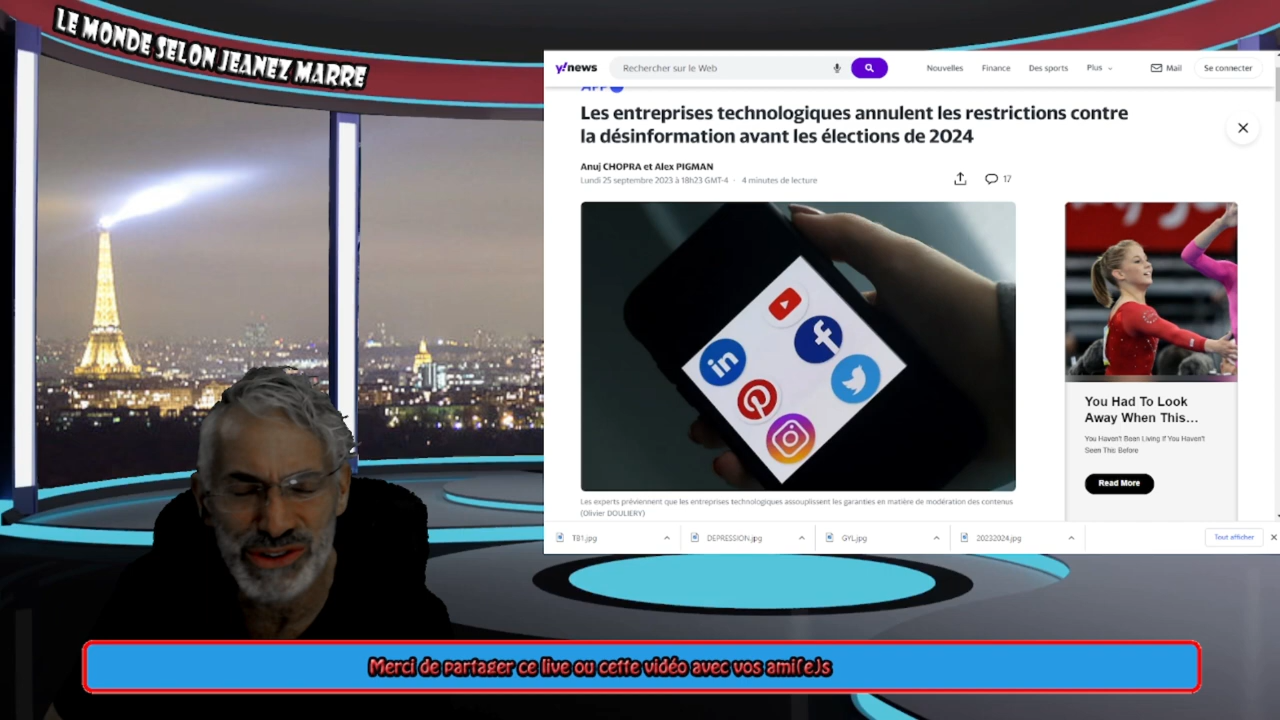 LE MONDE SELON JEANEZ MARRE
y!news
Rechercher sur le Web
Nouvelles
Finance
Des sports
Plus
Mail
Se connecter
Les entreprises technologiques annulent les restrictions contre
la désinformation avant les élections de 2024
Anuj CHOPRA et Alex PIGMAN
Lundi 25 septembre 2023 à 18h23 GMT-4 · 4 minutes de lecture
17
in
f
You Had To Look
Away When This...
You Haven't Been Living If You Haven't
Seen This Before
Read More
Les experts préviennent que les entreprises technologiques assouplissent les garanties en matière de modération des contenus
(Olivier DOULIERY)
TB1.jpg
DEPRESSION.jpg
GYL.jpg
20232024.jpg
Tout afficher
Merci de partager ce live ou cette vidéo avec vos ami(e)s